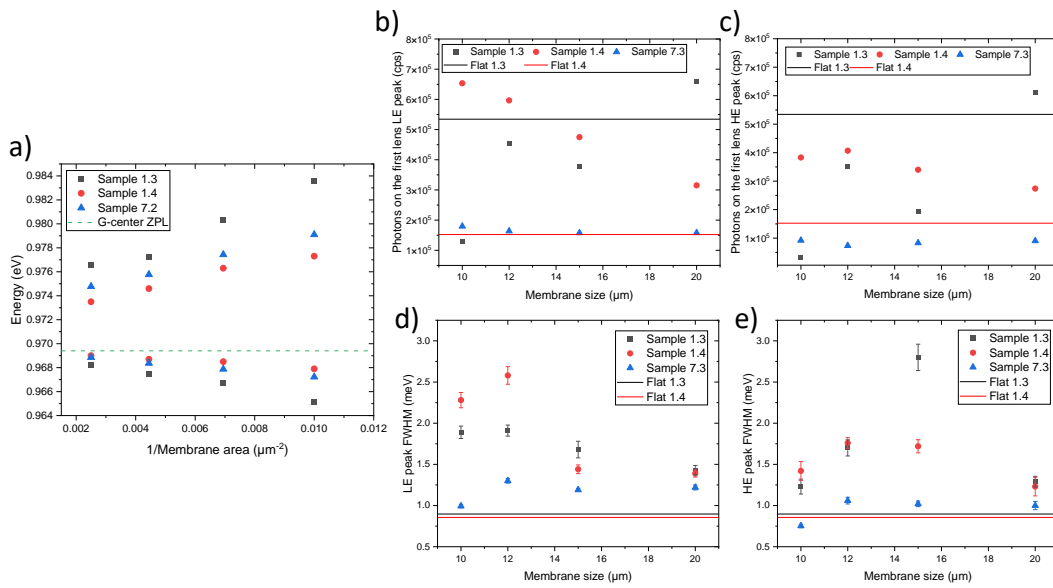 a)
0.984
0.982
0.980
0.978
0.976
0.974
0.972
0.970
0.968
0.966
0.964
Energy (eV)
Sample 1.3
Sample 1.4
Sample 7.2
G-center ZPL
0.002 0.004 0.006 0.008 0.010 0.012
1/Membrane area (µm⁻²)
b)
8×10⁵
7×10⁵
6×10⁵
5×10⁵
4×10⁵
3×10⁵
2×10⁵
1×10⁵
Photons on the first lens LE peak (cps)
Sample 1.3 Sample 1.4 Sample 7.3
Flat 1.3 Flat 1.4
10 12 14 16 18 20
Membrane size (µm)
c)
8×10⁵
7×10⁵
6×10⁵
5×10⁵
4×10⁵
3×10⁵
2×10⁵
1×10⁵
Photons on the first lens HE peak (cps)
Sample 1.3 Sample 1.4 Sample 7.3
Flat 1.3 Flat 1.4
10 12 14 16 18 20
Membrane size (µm)
d)
3.0
2.5
2.0
1.5
1.0
0.5
LE peak FWHM (meV)
Sample 1.3
Sample 1.4
Sample 7.3
Flat 1.3
Flat 1.4
10 12 14 16 18 20
Membrane size (µm)
e)
3.0
2.5
2.0
1.5
1.0
0.5
HE peak FWHM (meV)
Sample 1.3
Sample 1.4
Sample 7.3
Flat 1.3
Flat 1.4
10 12 14 16 18 20
Membrane size (µm)